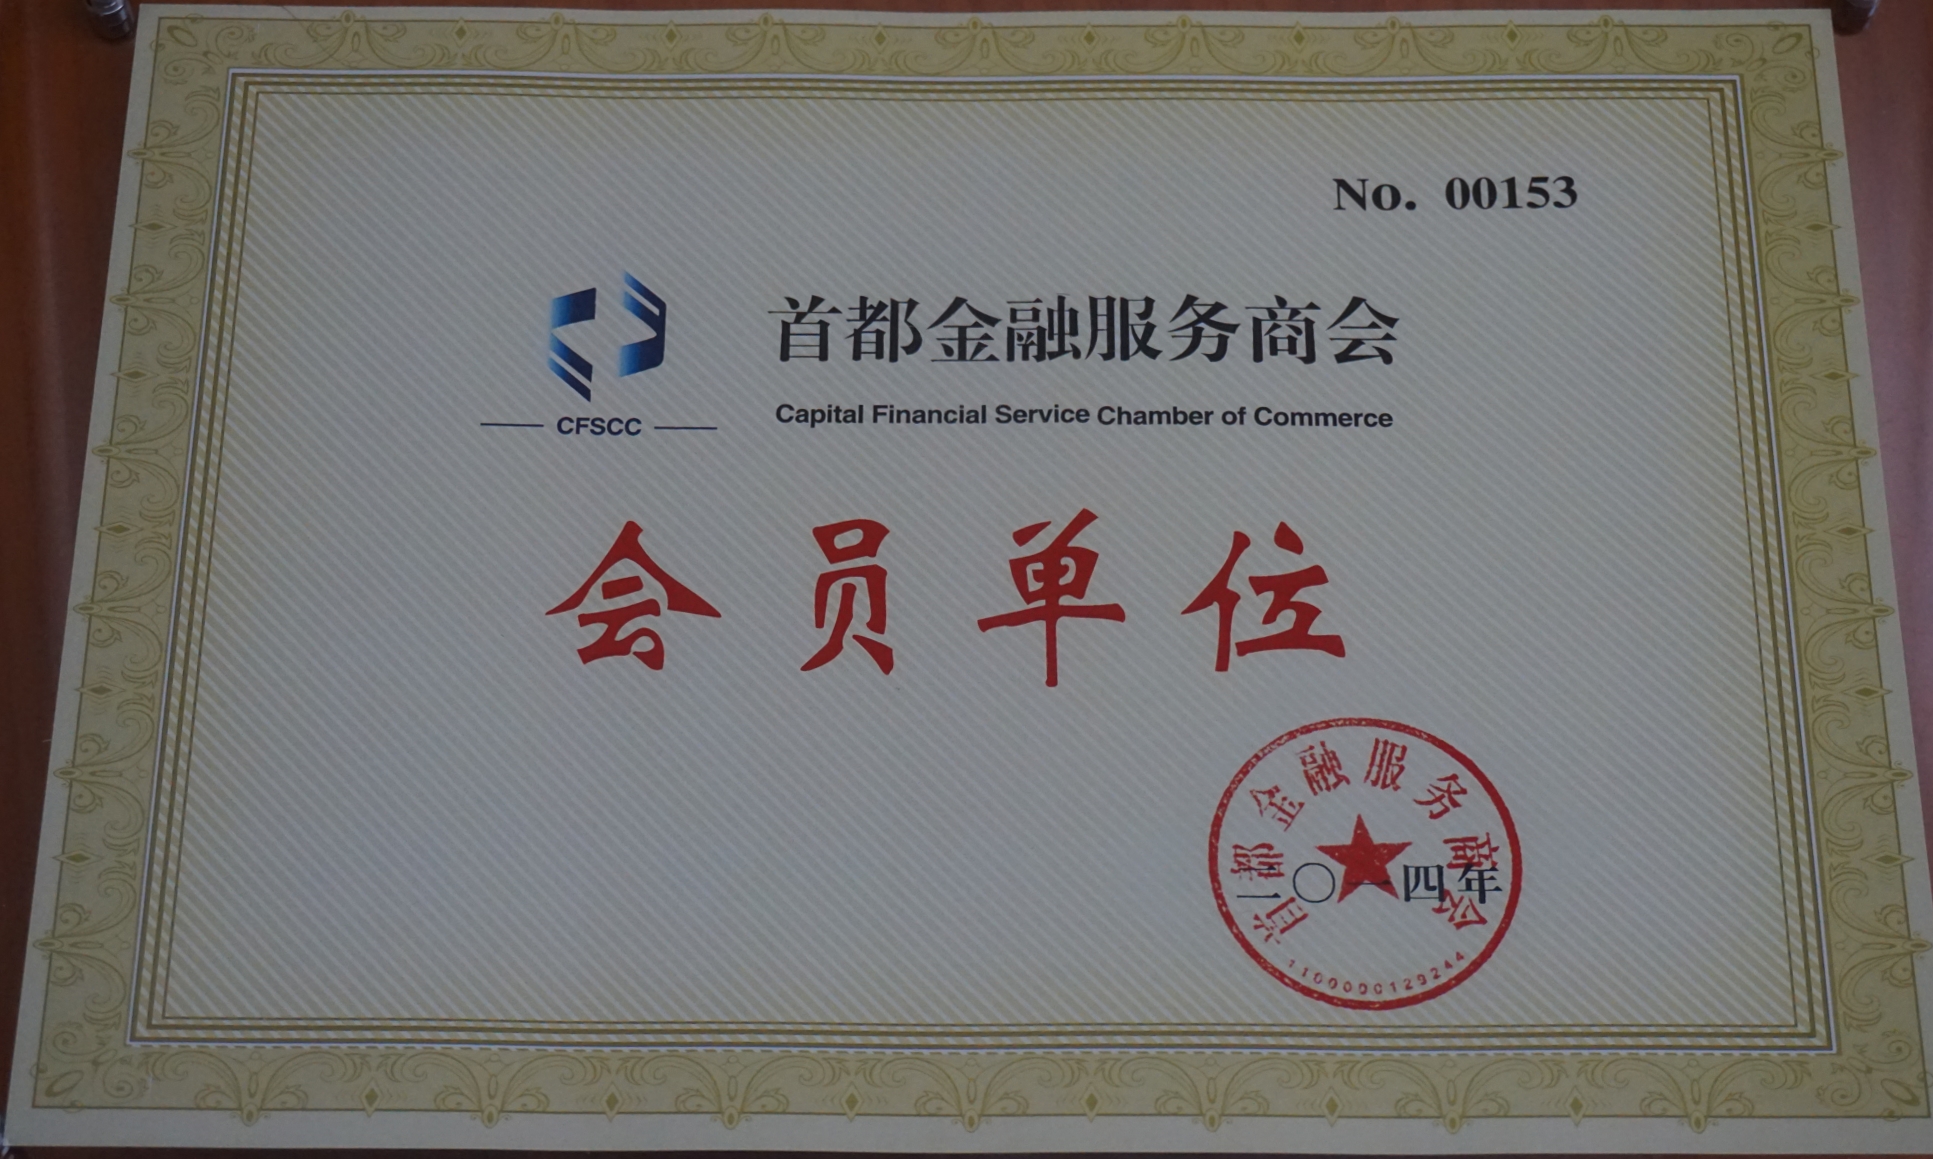 No. 00153
首都金融服务商会
CFSCC
Capital Financial Service Chamber of Commerce
会员单位
首都金融服务商会
二〇一四年
1100000129244